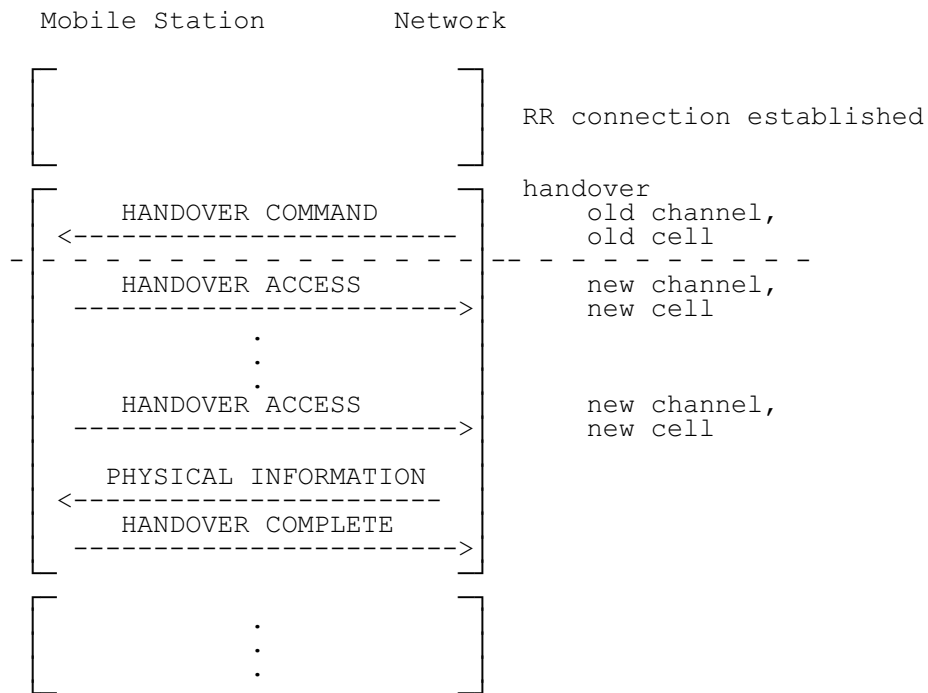 Mobile Station Network
RR connection established
handover
HANDOVER COMMAND old channel,
<------------------------ old cell
- - - - - - - - - - - - - - - -- - - - - - - - - -
HANDOVER ACCESS new channel,
------------------------> new cell
.
.
.
HANDOVER ACCESS new channel,
------------------------> new cell
PHYSICAL INFORMATION
<-----------------------
HANDOVER COMPLETE
------------------------>
.
.
.